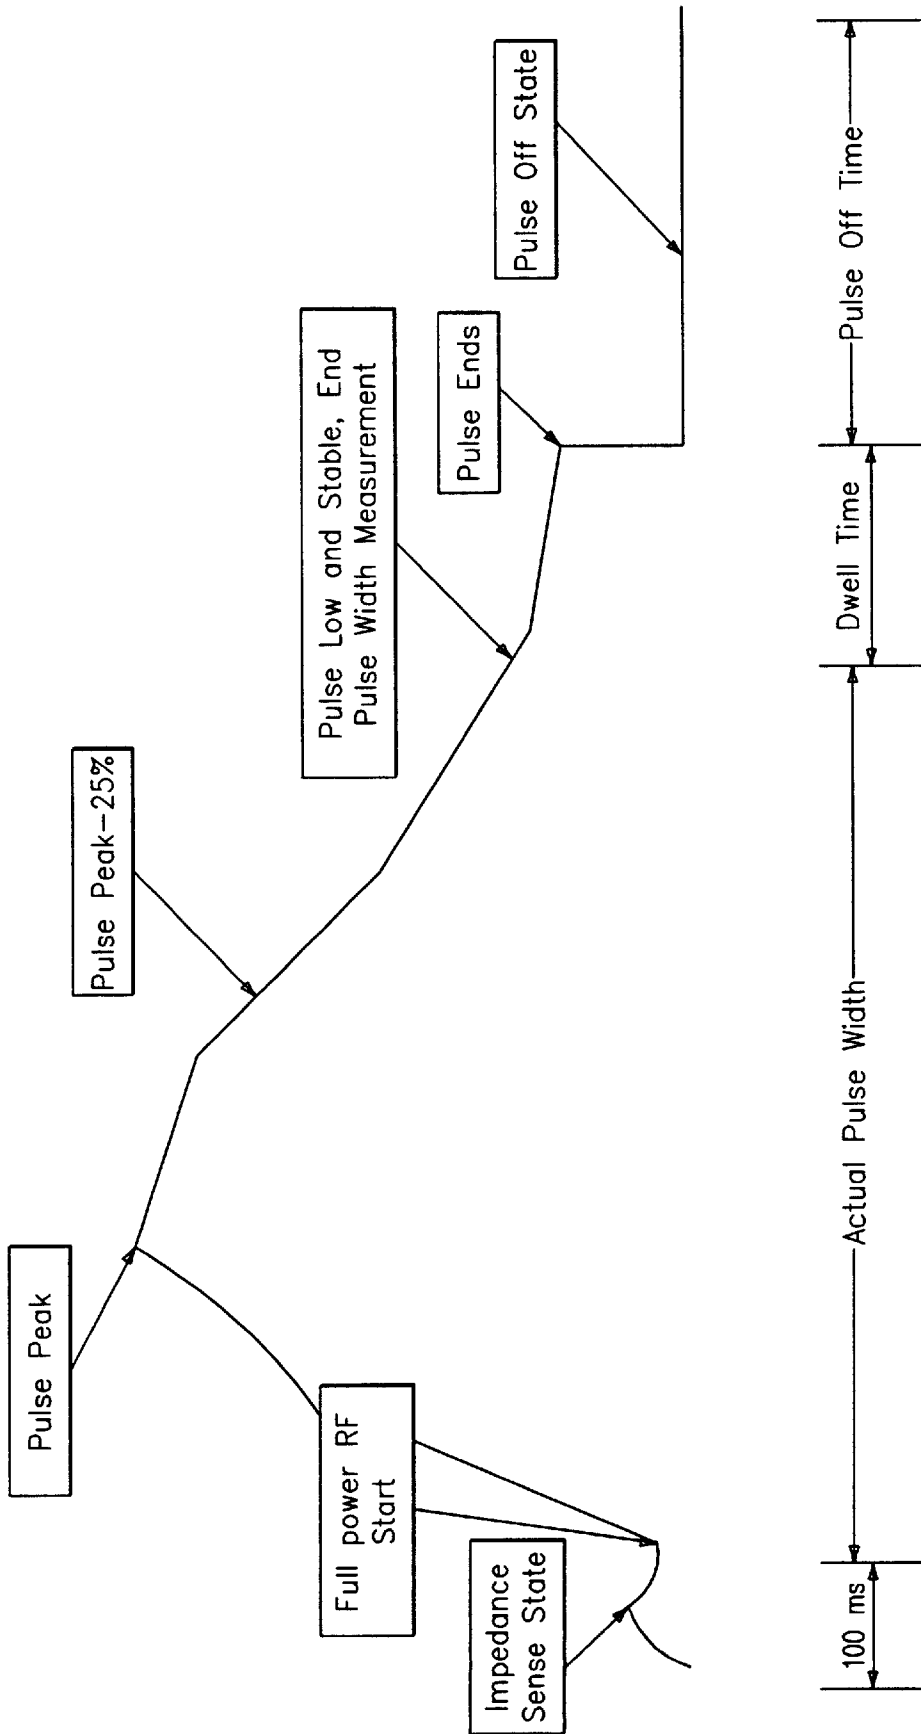 Pulse Peak
Pulse Peak-25%
Pulse Low and Stable, End
Pulse Width Measurement
Pulse Ends
Pulse Off State
Full power RF
Start
Impedance
Sense State
100 ms
Actual Pulse Width
Dwell Time
Pulse Off Time